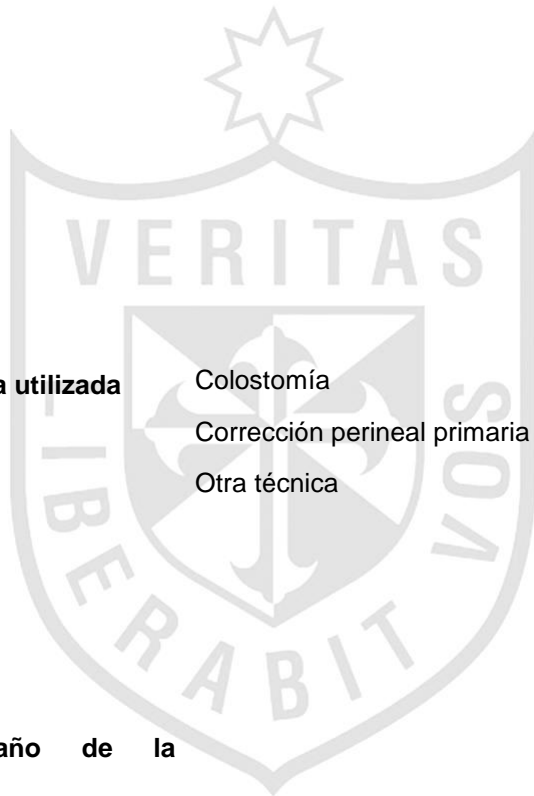 VERITAS
LIBERABIT VOS
a utilizada
Colostomía
Corrección perineal primaria
Otra técnica
año de la